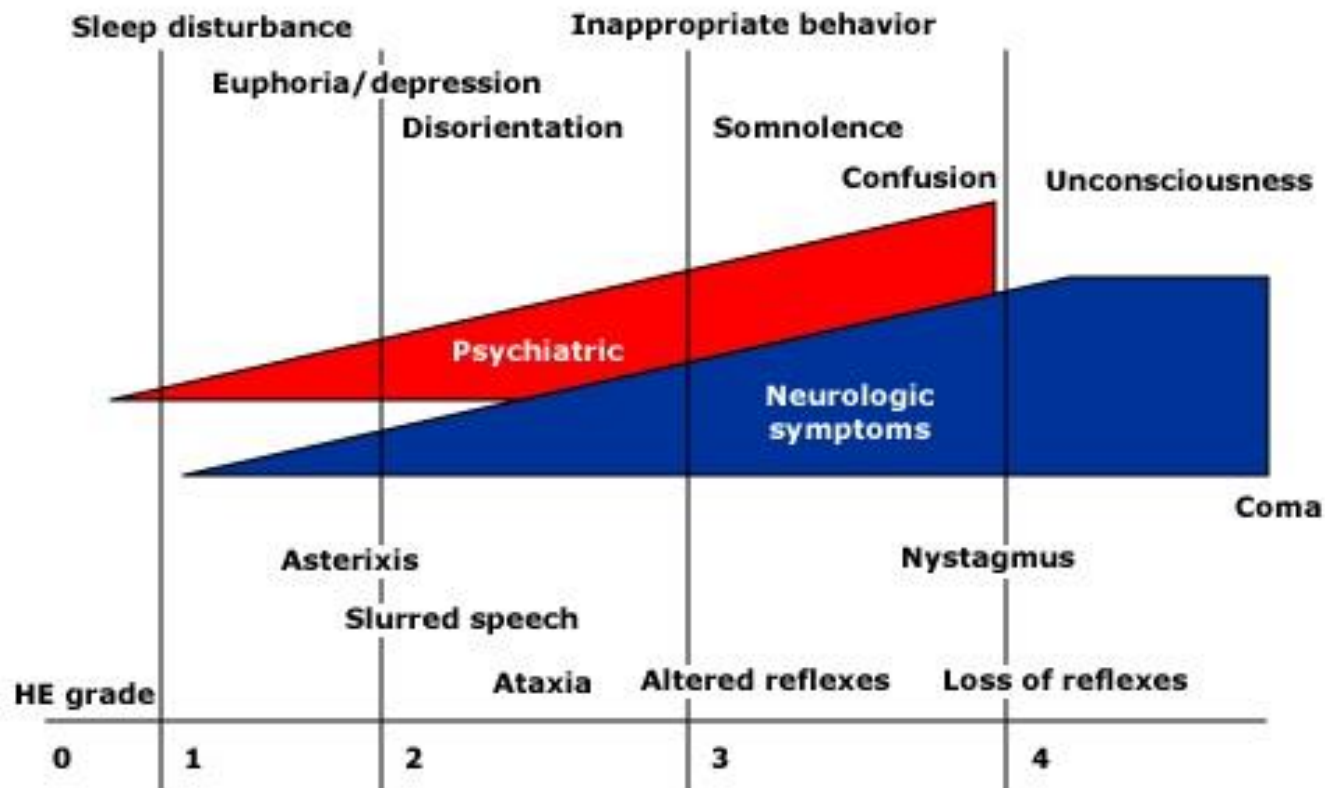 Sleep disturbance
Inappropriate behavior
Euphoria/depression
Disorientation
Somnolence
Confusion
Unconsciousness
Psychiatric
Neurologic
symptoms
Coma
Asterixis
Nystagmus
Slurred speech
Ataxia
Altered reflexes
Loss of reflexes
HE grade
0
1
2
3
4